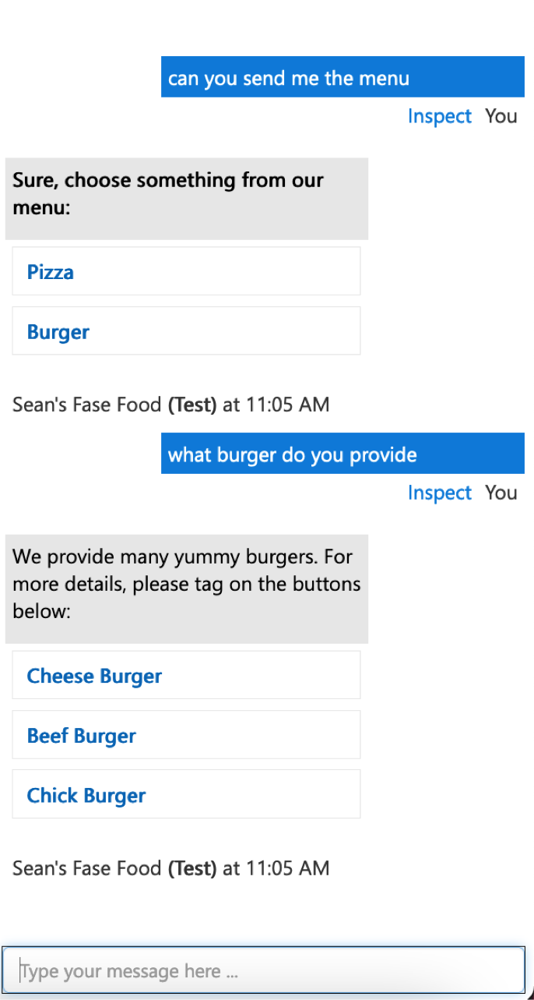 can you send me the menu
Inspect You
Sure, choose something from our
menu:
Pizza
Burger
Sean's Fase Food (Test) at 11:05 AM
what burger do you provide
Inspect You
We provide many yummy burgers. For
more details, please tag on the buttons
below:
Cheese Burger
Beef Burger
Chick Burger
Sean's Fase Food (Test) at 11:05 AM
Type your message here ...